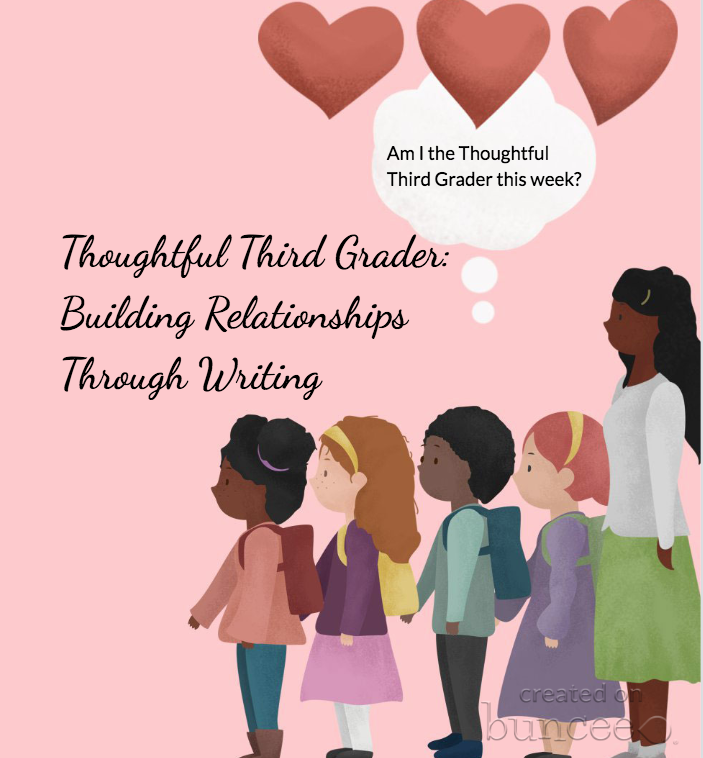 Am I the Thoughtful
Third Grader this week?
Thoughtful Third Grader:
Building Relationships
Through Writing
created on
buncee